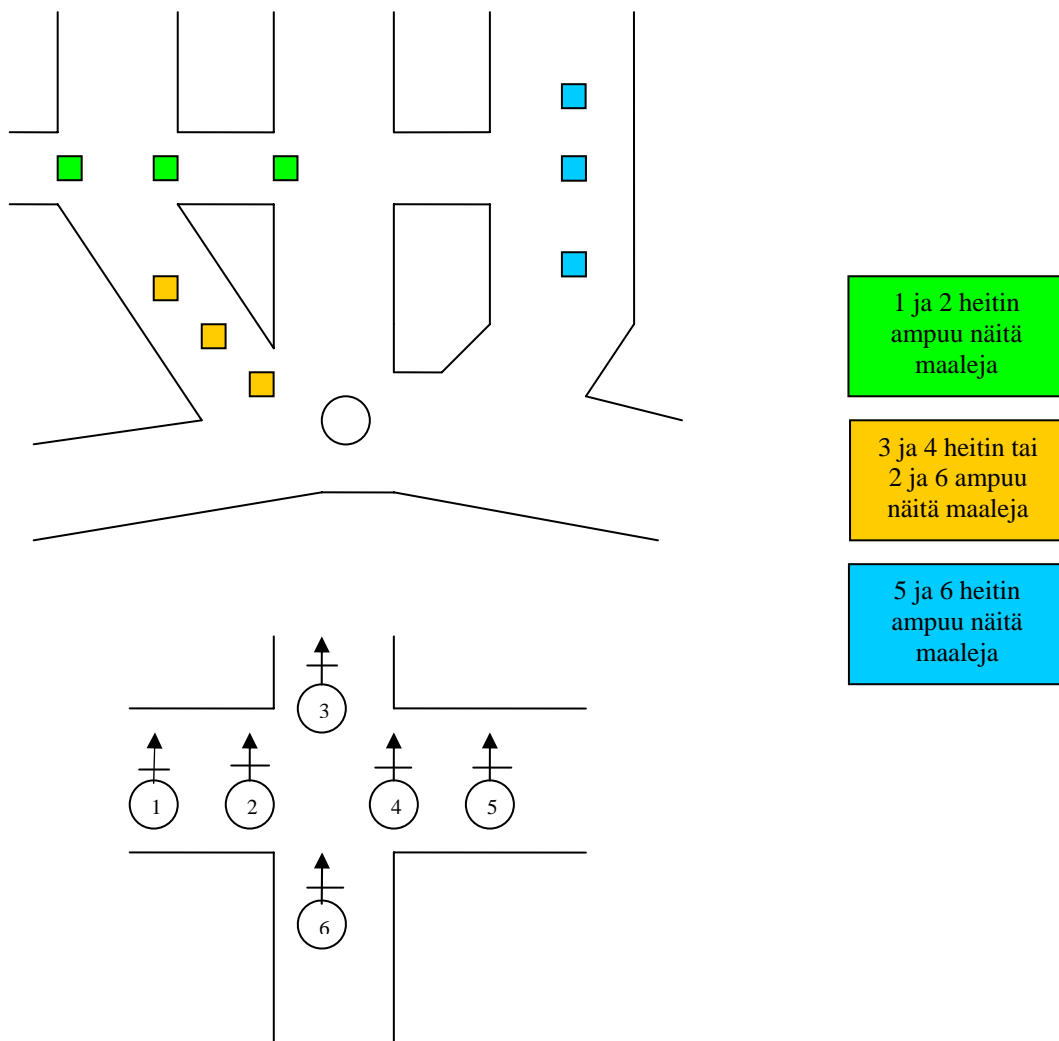 1 ja 2 heitin
ampuu näitä
maaleja
3 ja 4 heitin tai
2 ja 6 ampuu
näitä maaleja
5 ja 6 heitin
ampuu näitä
maaleja
3
1
2
4
5
6